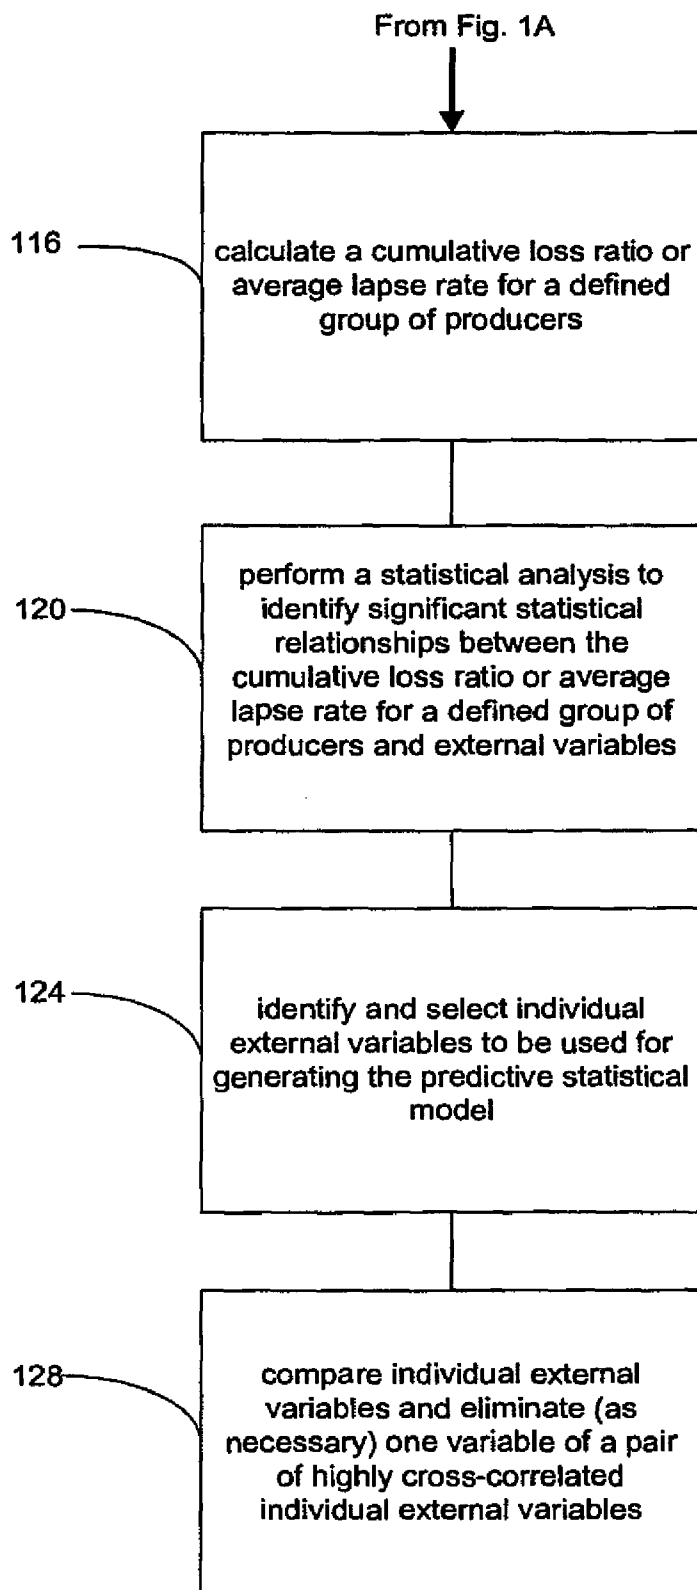 From Fig. 1A
116
calculate a cumulative loss ratio or
average lapse rate for a defined
group of producers
120
perform a statistical analysis to
identify significant statistical
relationships between the
cumulative loss ratio or average
lapse rate for a defined group of
producers and external variables
124
identify and select individual
external variables to be used for
generating the predictive statistical
model
128
compare individual external
variables and eliminate (as
necessary) one variable of a pair
of highly cross-correlated
individual external variables